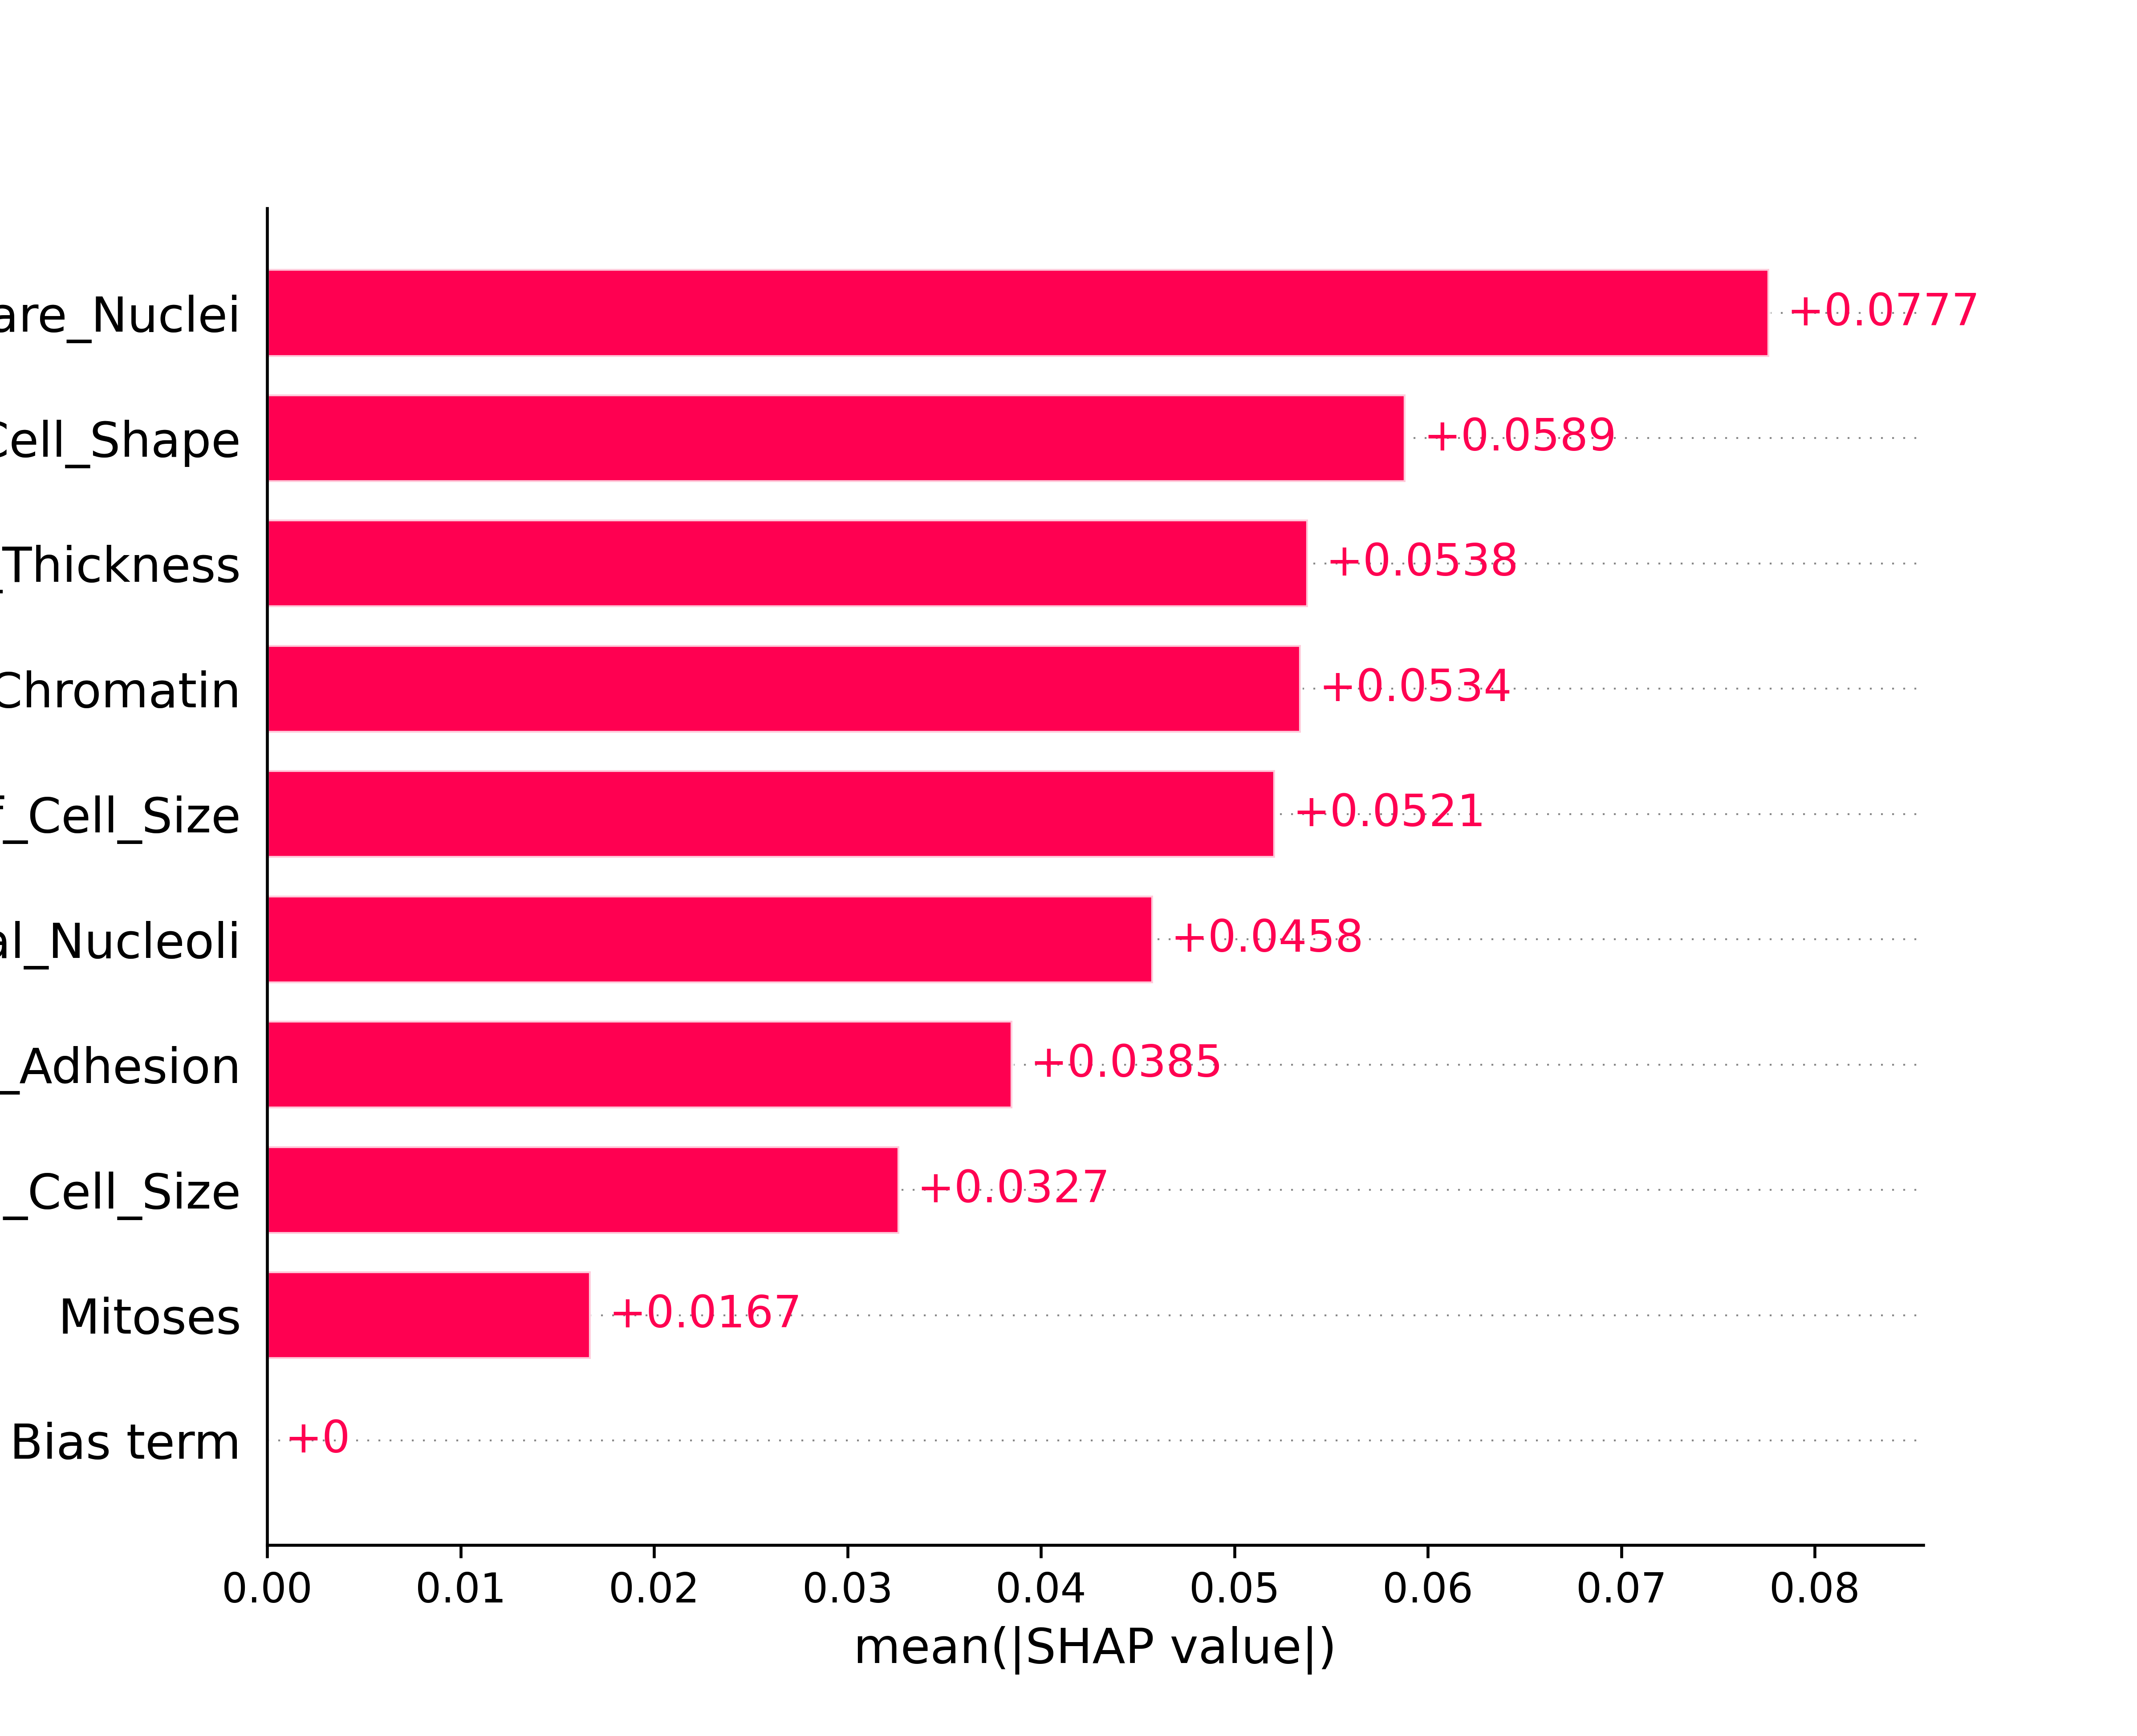 are_Nuclei +0.0777
Cell_Shape +0.0589
_Thickness +0.0538
Chromatin +0.0534
f_Cell_Size +0.0521
al_Nucleoli +0.0458
_Adhesion +0.0385
_Cell_Size +0.0327
Mitoses +0.0167
Bias term +0
0.00 0.01 0.02 0.03 0.04 0.05 0.06 0.07 0.08
mean(|SHAP value|)